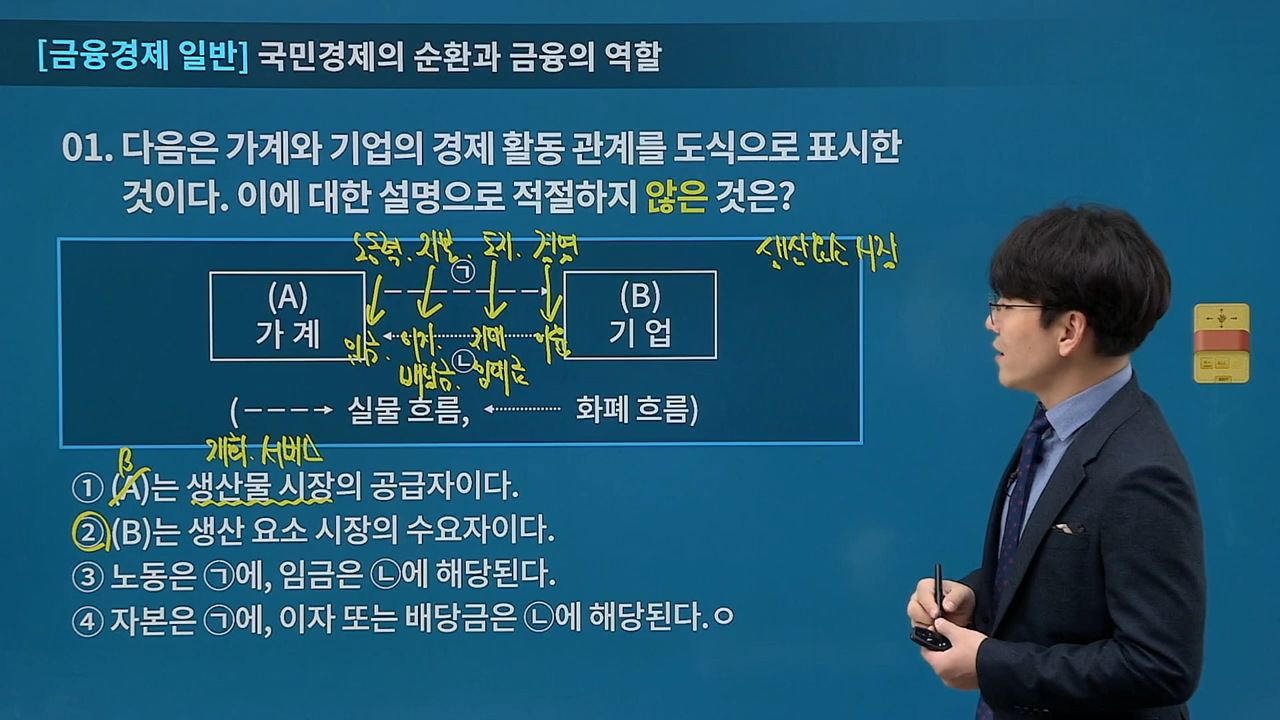 [금융경제 일반] 국민경제의 순환과 금융의 역할
01. 다음은 가계와 기업의 경제 활동 관계를 도식으로 표시한
것이다. 이에 대한 설명으로 적절하지 않은 것은?
노동력. 자본. 토지. 경영
생산요소 시장
㉠
(A)
가 계
(B)
기 업
임금. 이자. 지대 이윤
㉡
배당금. 임대료
(---→ 실물 흐름, ←······ 화폐 흐름)
B
재화. 서비스
① (A)는 생산물 시장의 공급자이다.
② (B)는 생산 요소 시장의 수요자이다.
③ 노동은 ㉠에, 임금은 ㉡에 해당된다.
④ 자본은 ㉠에, 이자 또는 배당금은 ㉡에 해당된다.ㅇ